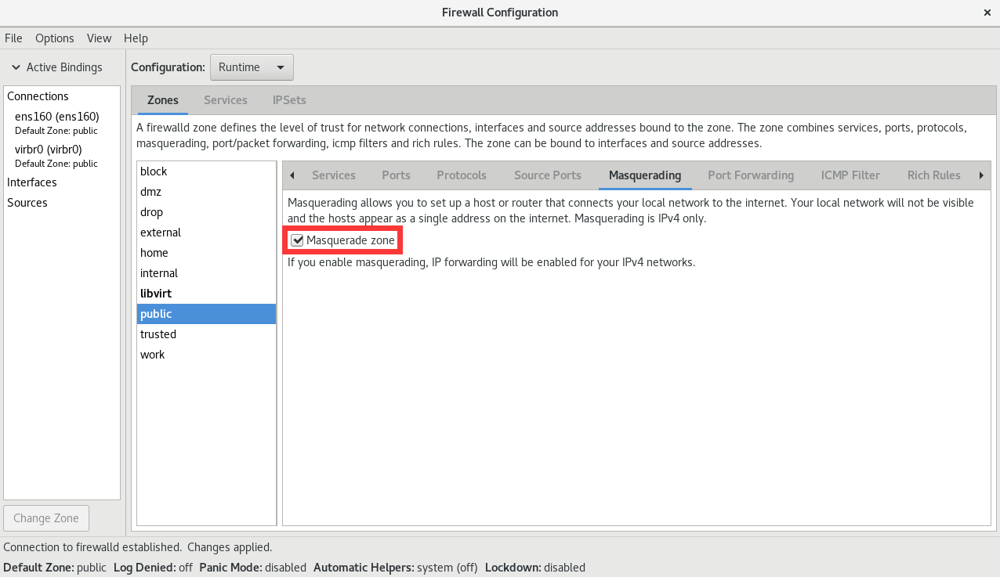 Firewall Configuration
File Options View Help
Active Bindings
Configuration: Runtime
Connections
ens160 (ens160)
Default Zone: public
virbr0 (virbr0)
Default Zone: public
Interfaces
Sources
Change Zone
Zones Services IPSets
A firewalld zone defines the level of trust for network connections, interfaces and source addresses bound to the zone. The zone combines services, ports, protocols,
masquerading, port/packet forwarding, icmp filters and rich rules. The zone can be bound to interfaces and source addresses.
block
dmz
drop
external
home
internal
libvirt
public
trusted
work
Services Ports Protocols Source Ports Masquerading Port Forwarding ICMP Filter Rich Rules
Masquerading allows you to set up a host or router that connects your local network to the internet. Your local network will not be visible
and the hosts appear as a single address on the internet. Masquerading is IPv4 only.
Masquerade zone
If you enable masquerading, IP forwarding will be enabled for your IPv4 networks.
Connection to firewalld established. Changes applied.
Default Zone: public Log Denied: off Panic Mode: disabled Automatic Helpers: system (off) Lockdown: disabled